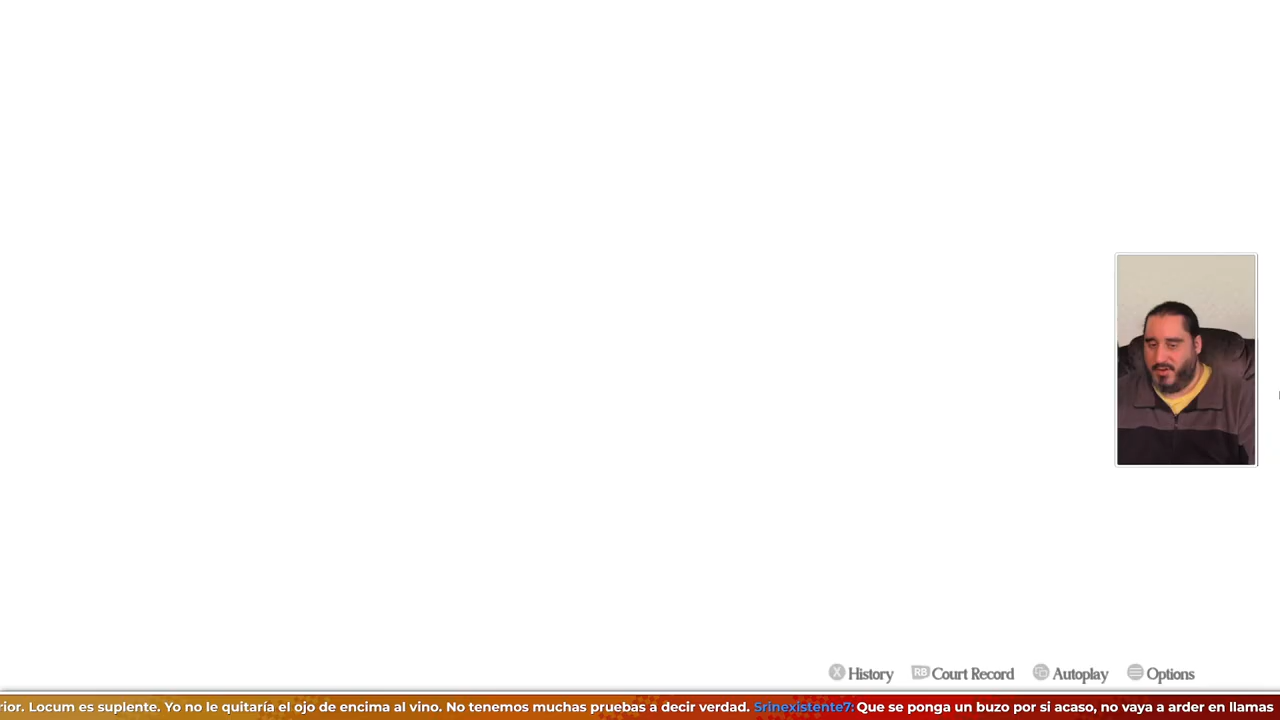 History Court Record Autoplay Options
rior. Locum es suplente. Yo no le quitaría el ojo de encima al vino. No tenemos muchas pruebas a decir verdad. Srinexistente7: Que se ponga un buzo por si acaso, no vaya a arder en llamas